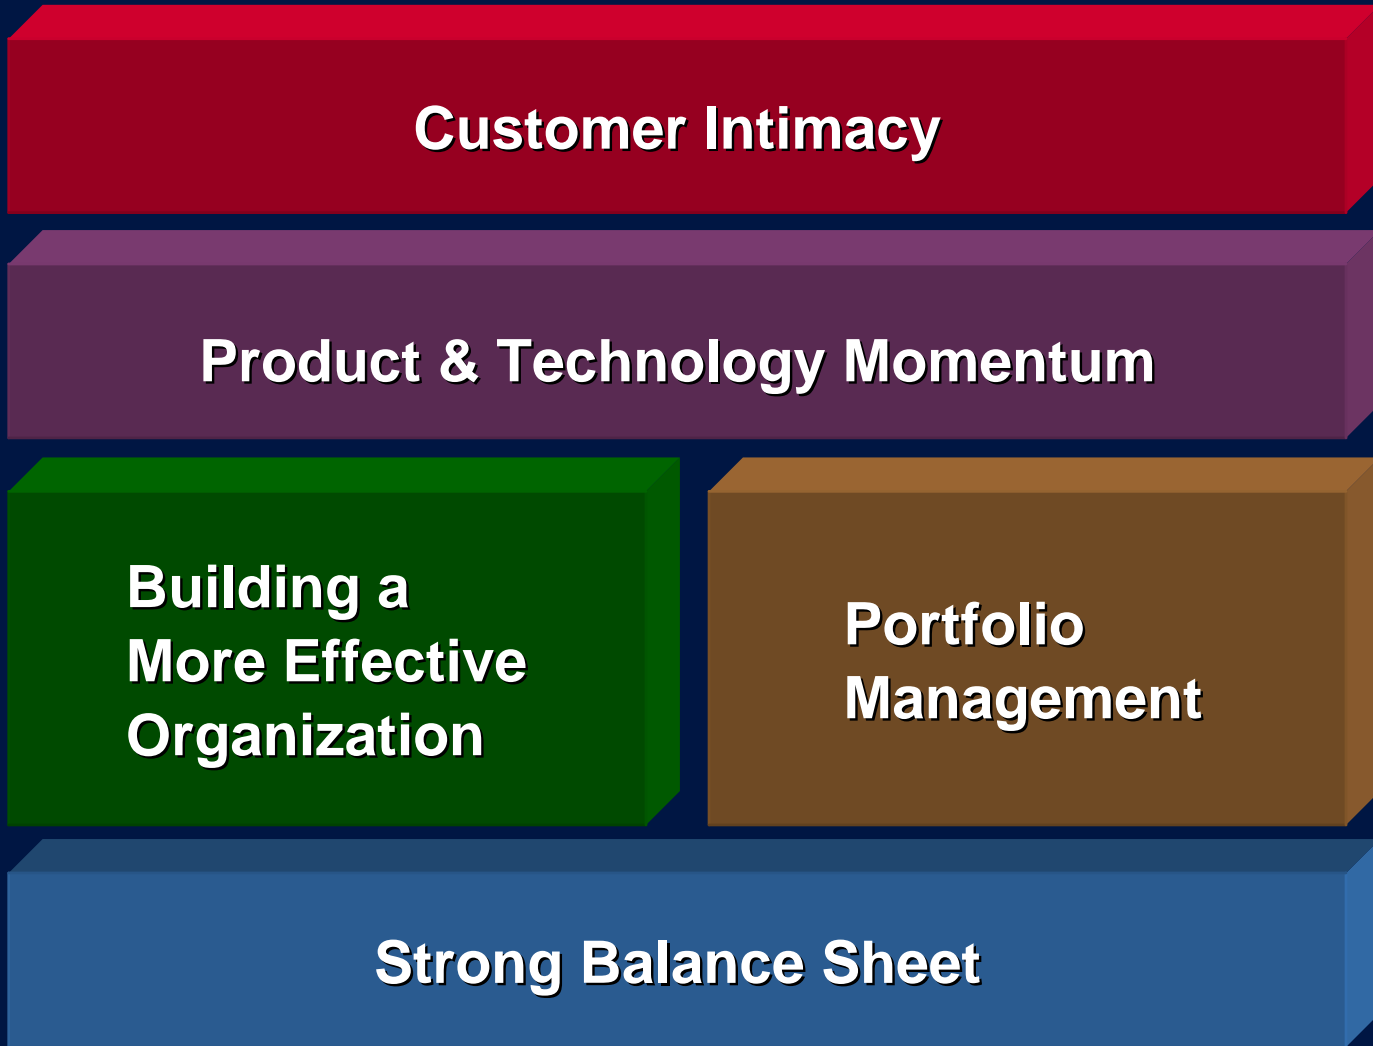 Customer Intimacy
Product & Technology Momentum
Building a
More Effective
Organization
Portfolio
Management
Strong Balance Sheet